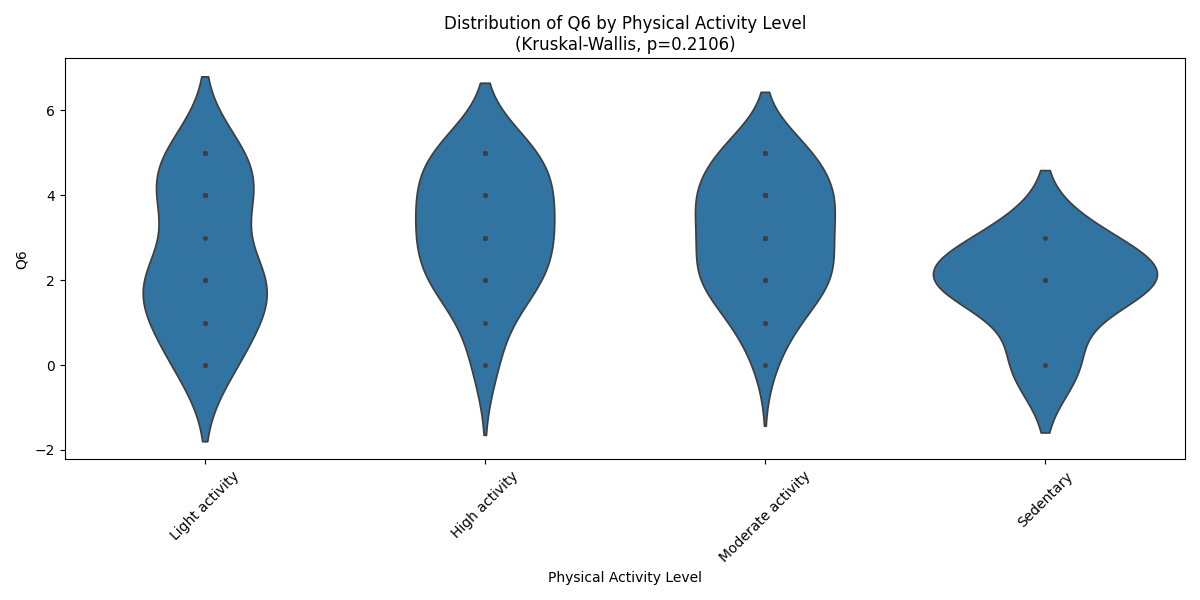 Distribution of Q6 by Physical Activity Level
(Kruskal-Wallis, p=0.2106)
Q6
6
4
2
0
−2
Light activity
High activity
Moderate activity
Sedentary
Physical Activity Level